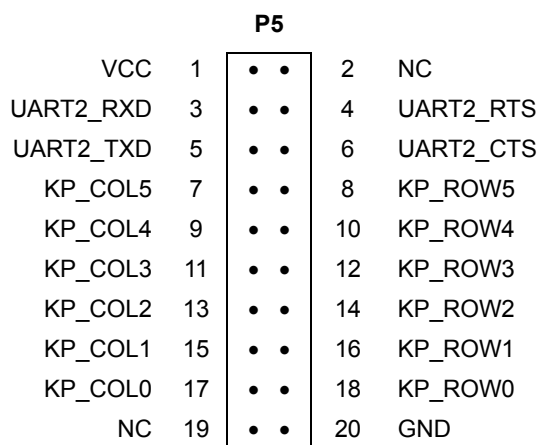 P5
VCC 1 2 NC
UART2_RXD 3 4 UART2_RTS
UART2_TXD 5 6 UART2_CTS
KP_COL5 7 8 KP_ROW5
KP_COL4 9 10 KP_ROW4
KP_COL3 11 12 KP_ROW3
KP_COL2 13 14 KP_ROW2
KP_COL1 15 16 KP_ROW1
KP_COL0 17 18 KP_ROW0
NC 19 20 GND